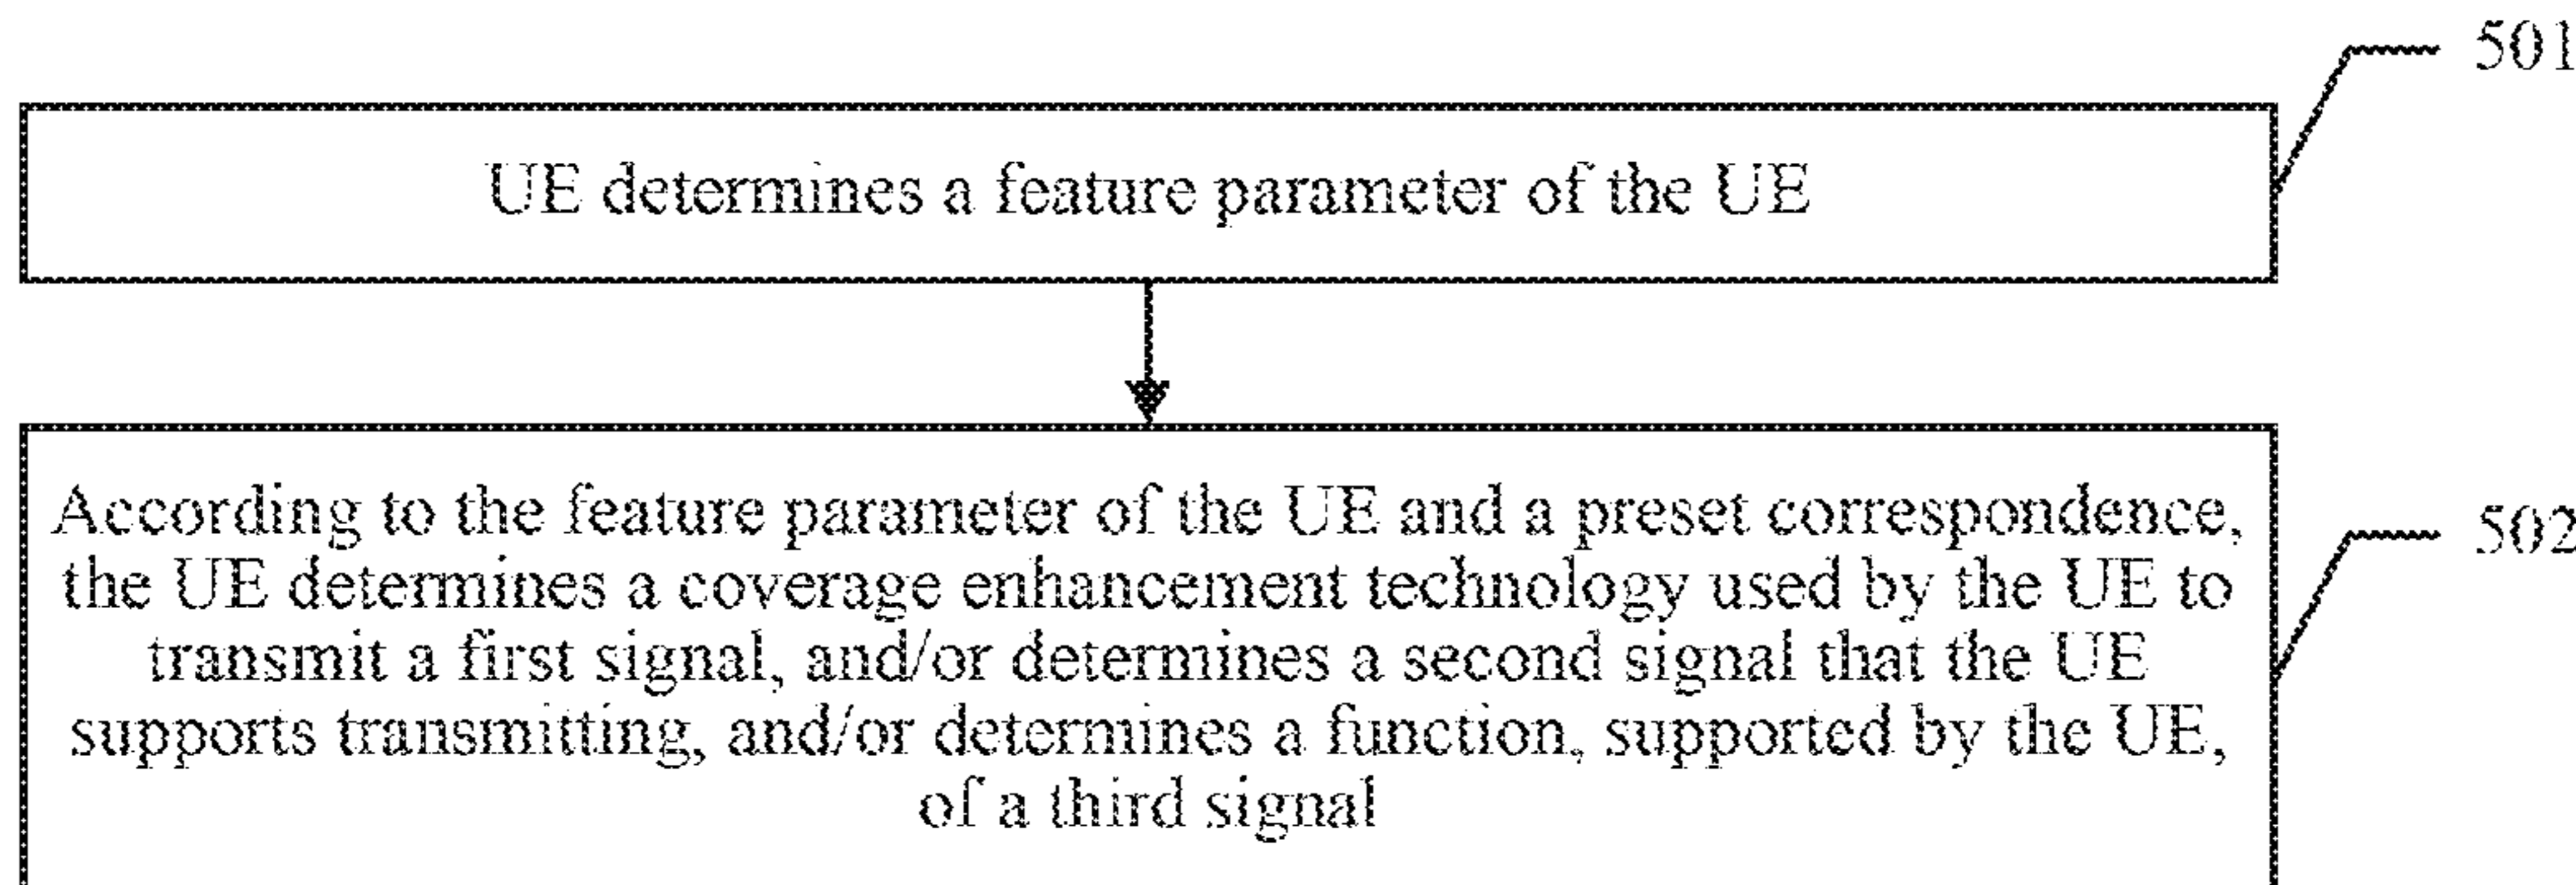 501
UE determines a feature parameter of the UE
According to the feature parameter of the UE and a preset correspondence,
the UE determines a coverage enhancement technology used by the UE to
502
transmit a first signal, and/or determines a second signal that the UE
supports transmitting, and/or determines a function, supported by the UE,
of a third signal